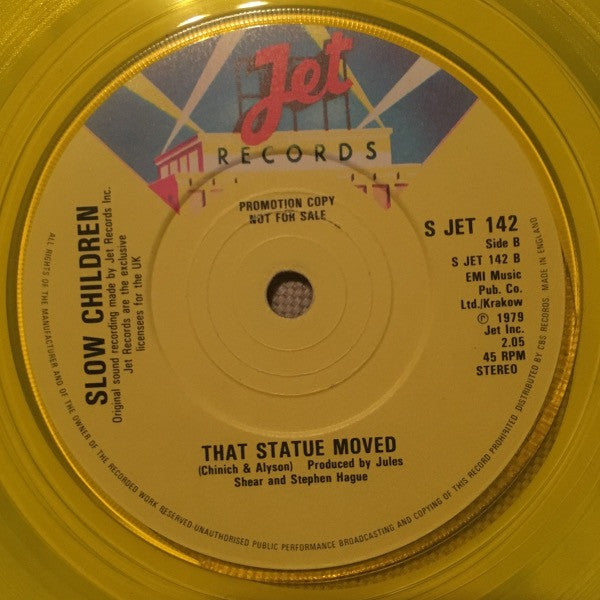 Jet
RECORDS
PROMOTION COPY
NOT FOR SALE
SLOW CHILDREN
Original sound recording made by Jet Records Inc.
Jet Records are the exclusive
licensees for the UK
S JET 142
Side B
S JET 142 B
EMI Music
Pub. Co.
Ltd./Krakow
℗ 1979
Jet Inc.
2.05
45 RPM
STEREO
THAT STATUE MOVED
(Chinich & Alyson) Produced by Jules
Shear and Stephen Hague
ALL RIGHTS OF THE MANUFACTURER AND OF THE OWNER OF THE RECORDED WORK RESERVED-UNAUTHORISED PUBLIC PERFORMANCE BROADCASTING AND COPYING OF THIS RECORD PROHIBITED. DISTRIBUTED BY CBS RECORDS. MADE IN ENGLAND